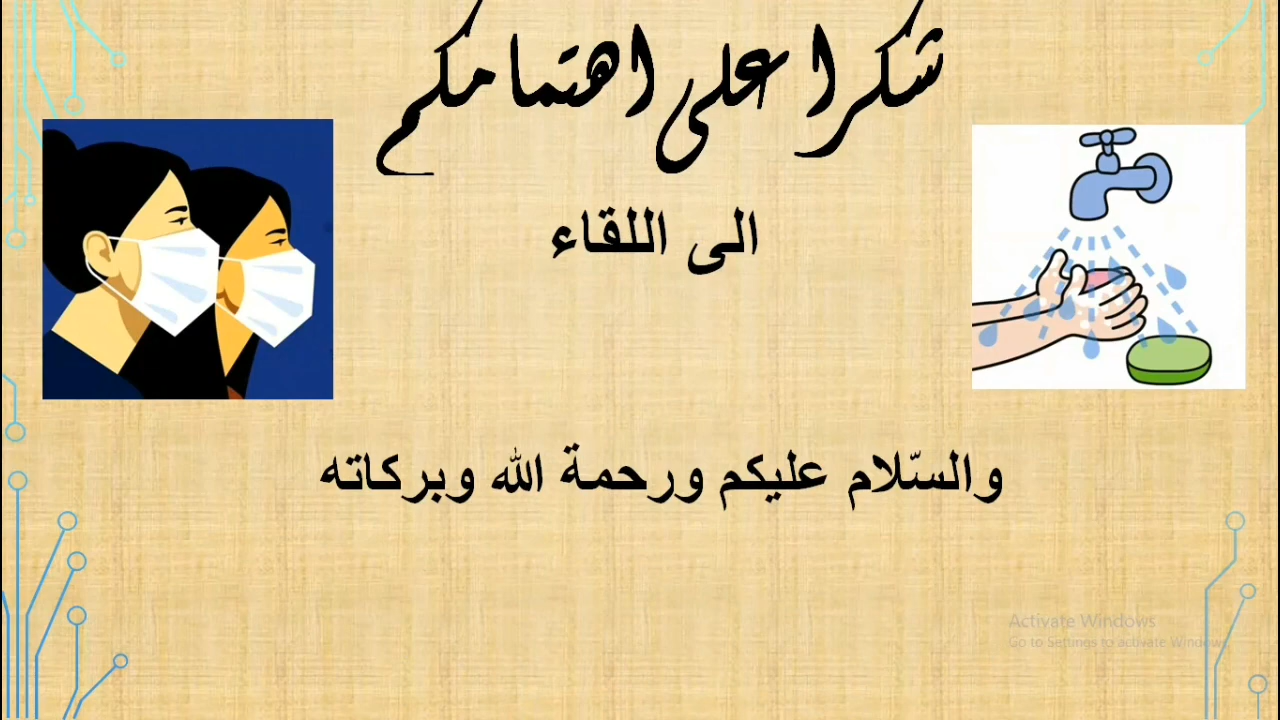 شكرا على اهتمامكم
الى اللقاء
والسّلام عليكم ورحمة الله وبركاته
Activate Windows
Go to Settings to activate Windows.